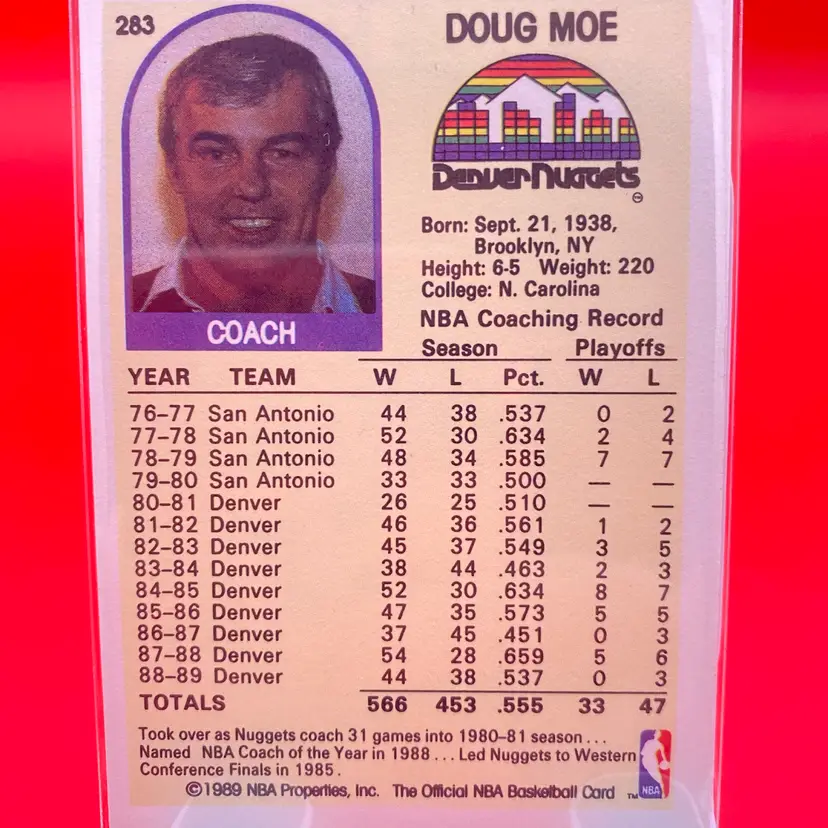 283
DOUG MOE
Denver Nuggets
Born: Sept. 21, 1938,
Brooklyn, NY
Height: 6-5 Weight: 220
College: N. Carolina
COACH
NBA Coaching Record
Season Playoffs
YEAR TEAM W L Pct. W L
76–77 San Antonio 44 38 .537 0 2
77–78 San Antonio 52 30 .634 2 4
78–79 San Antonio 48 34 .585 7 7
79–80 San Antonio 33 33 .500 — —
80–81 Denver 26 25 .510 — —
81–82 Denver 46 36 .561 1 2
82–83 Denver 45 37 .549 3 5
83–84 Denver 38 44 .463 2 3
84–85 Denver 52 30 .634 8 7
85–86 Denver 47 35 .573 5 5
86–87 Denver 37 45 .451 0 3
87–88 Denver 54 28 .659 5 6
88–89 Denver 44 38 .537 0 3
TOTALS 566 453 .555 33 47
Took over as Nuggets coach 31 games into 1980–81 season . . .
Named NBA Coach of the Year in 1988 . . . Led Nuggets to Western
Conference Finals in 1985.
©1989 NBA Properties, Inc. The Official NBA Basketball Card TM NBA